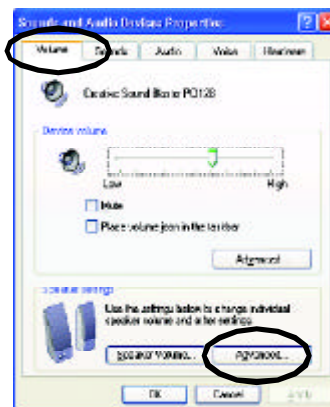 Sounds and Audio Devices Properties
Volume Sounds Audio Voice Hardware
Creative Sound Blaster PCI128
Device volume
Low High
Mute
Place volume icon in the taskbar
Advanced
Speaker settings
Use the settings below to change individual
speaker volume and other settings.
Speaker Volume... Advanced...
OK Cancel Apply